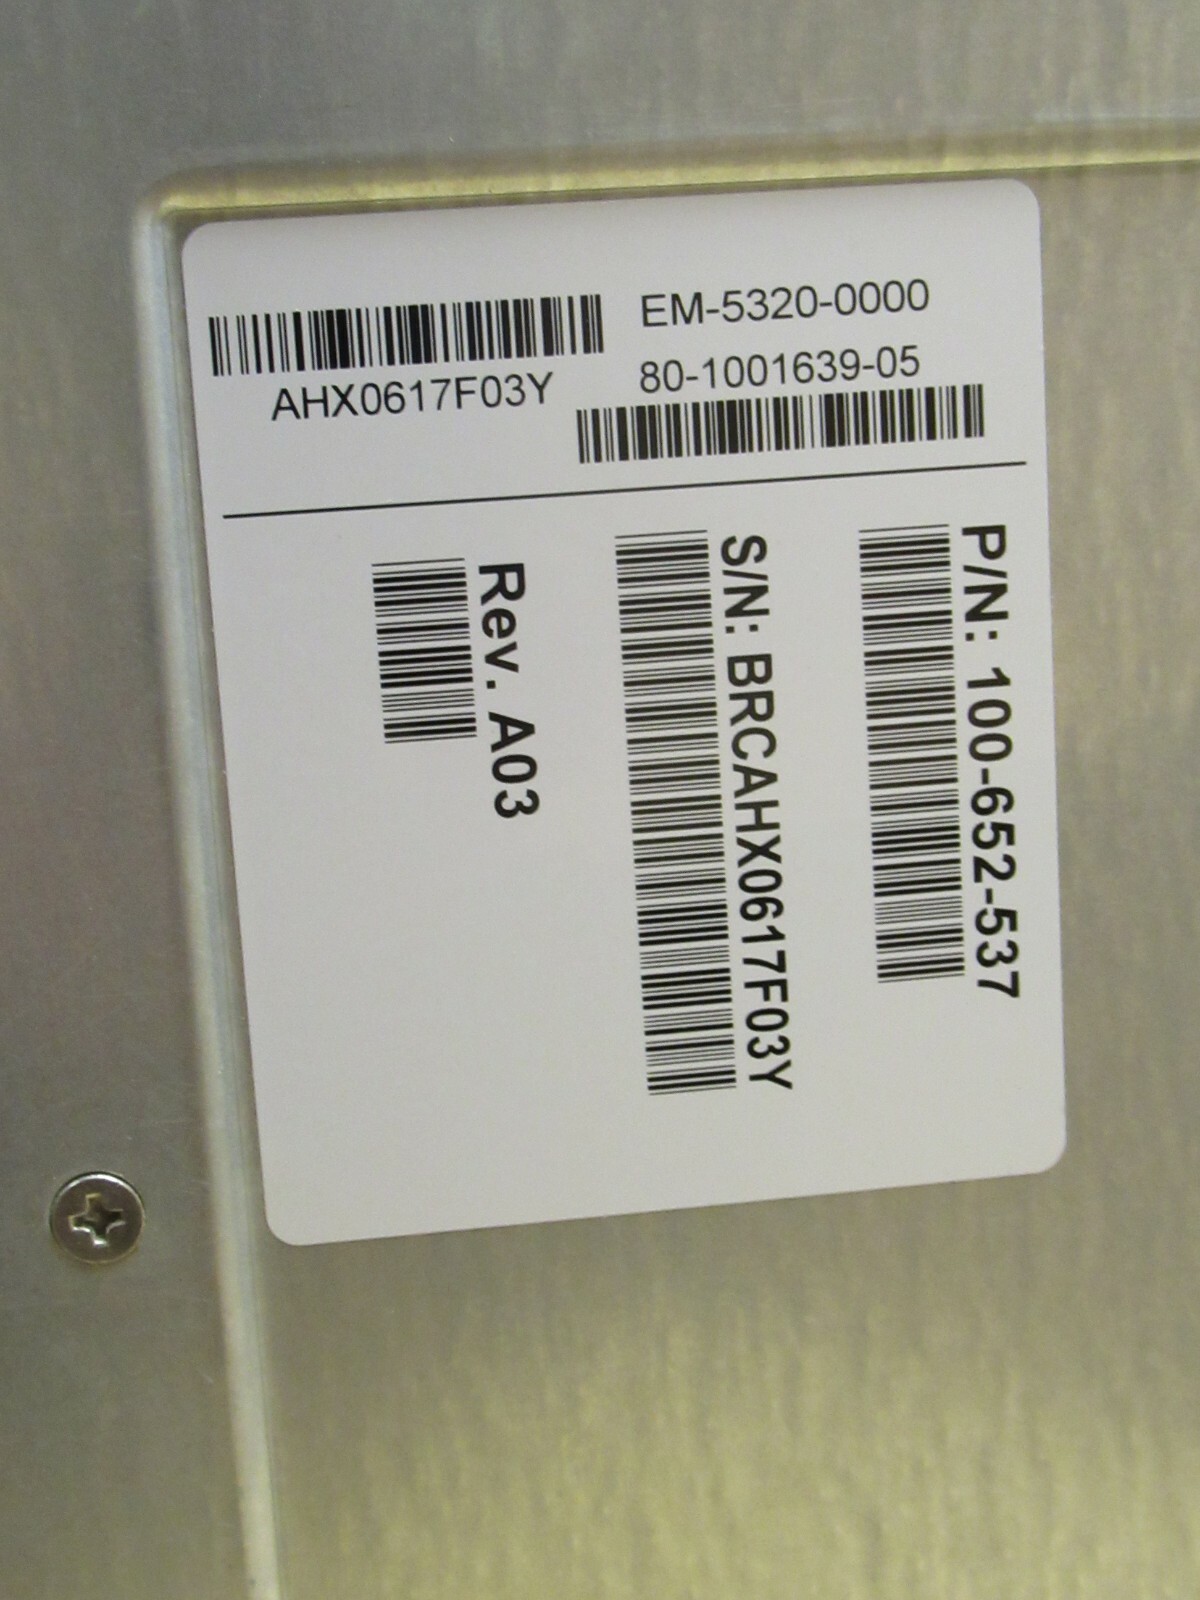 AHX0617F03Y
EM-5320-0000
80-1001639-05
P/N: 100-652-537
S/N: BRCAHX0617F03Y
Rev. A03